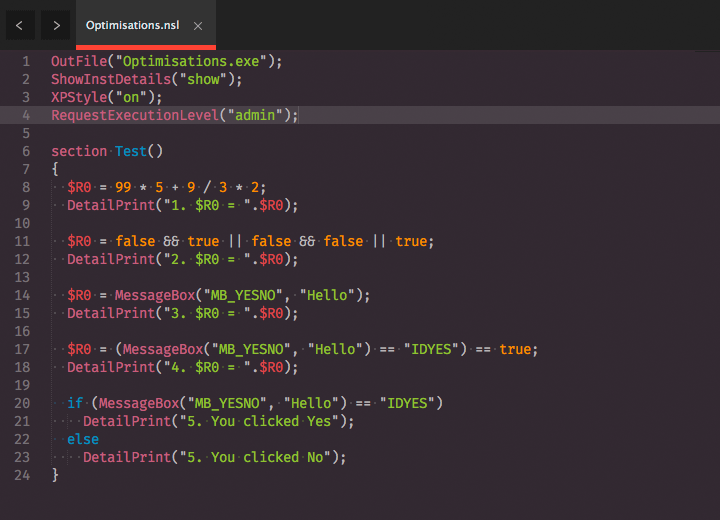 Optimisations.nsl
1 OutFile("Optimisations.exe");
2 ShowInstDetails("show");
3 XPStyle("on");
4 RequestExecutionLevel("admin");
5
6 section Test()
7 {
8   $R0 = 99 * 5 + 9 / 3 * 2;
9   DetailPrint("1. $R0 = ".$R0);
10
11   $R0 = false && true || false && false || true;
12   DetailPrint("2. $R0 = ".$R0);
13
14   $R0 = MessageBox("MB_YESNO", "Hello");
15   DetailPrint("3. $R0 = ".$R0);
16
17   $R0 = (MessageBox("MB_YESNO", "Hello") == "IDYES") == true;
18   DetailPrint("4. $R0 = ".$R0);
19
20   if (MessageBox("MB_YESNO", "Hello") == "IDYES")
21     DetailPrint("5. You clicked Yes");
22   else
23     DetailPrint("5. You clicked No");
24 }